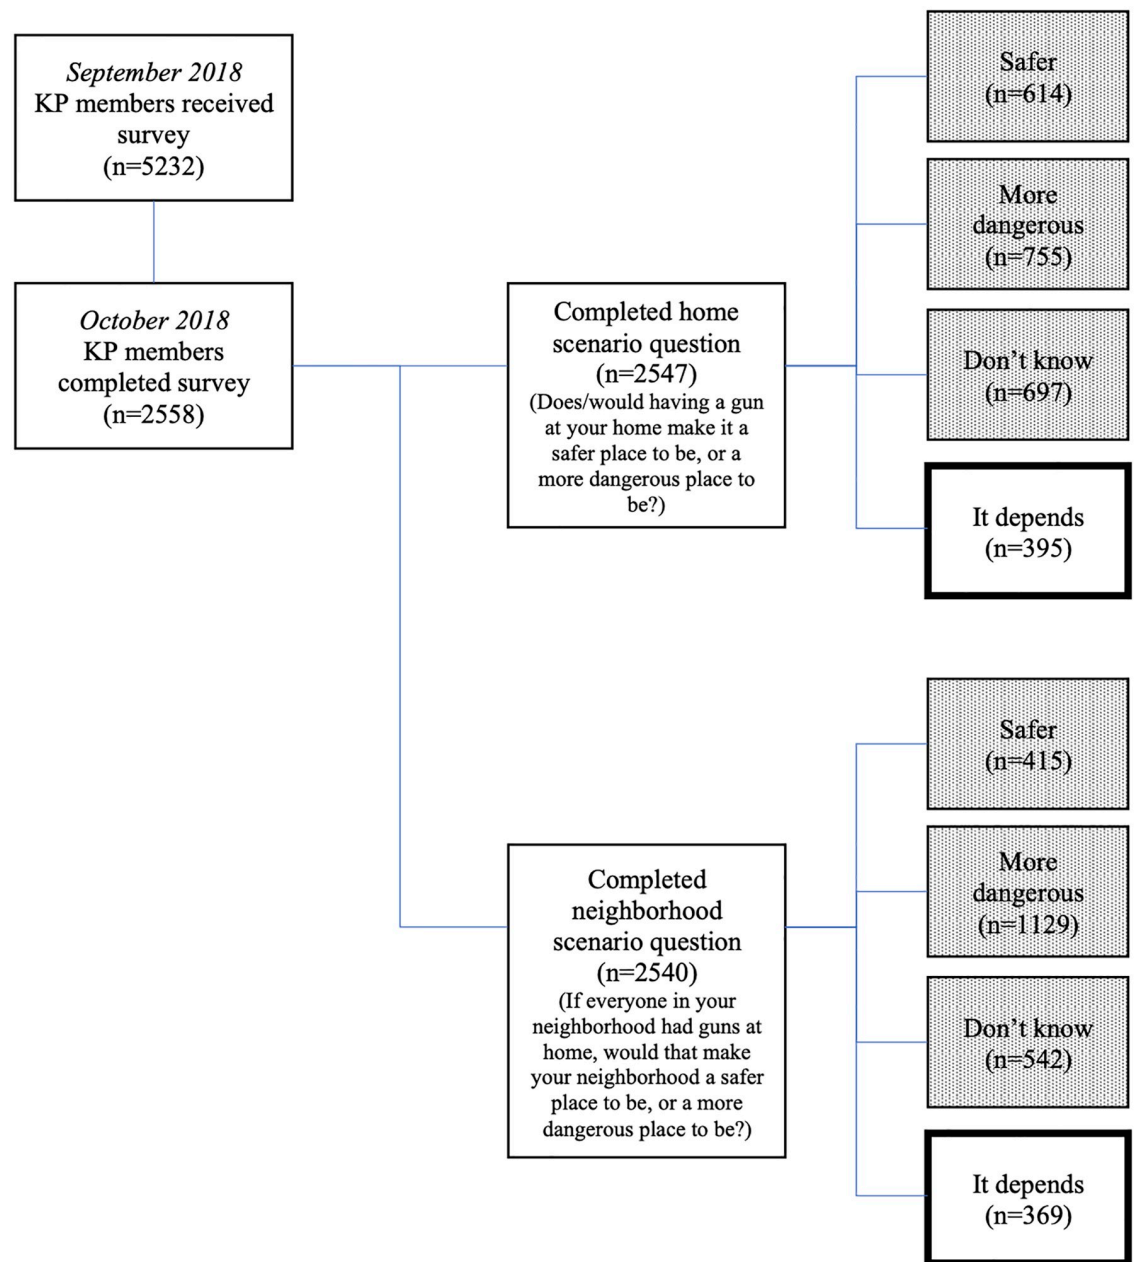 September 2018
KP members received
survey
(n=5232)
October 2018
KP members
completed survey
(n=2558)
Completed home
scenario question
(n=2547)
(Does/would having a gun
at your home make it a
safer place to be, or a
more dangerous place to
be?)
Safer
(n=614)
More
dangerous
(n=755)
Don’t know
(n=697)
It depends
(n=395)
Completed
neighborhood
scenario question
(n=2540)
(If everyone in your
neighborhood had guns at
home, would that make
your neighborhood a safer
place to be, or a more
dangerous place to be?)
Safer
(n=415)
More
dangerous
(n=1129)
Don’t know
(n=542)
It depends
(n=369)